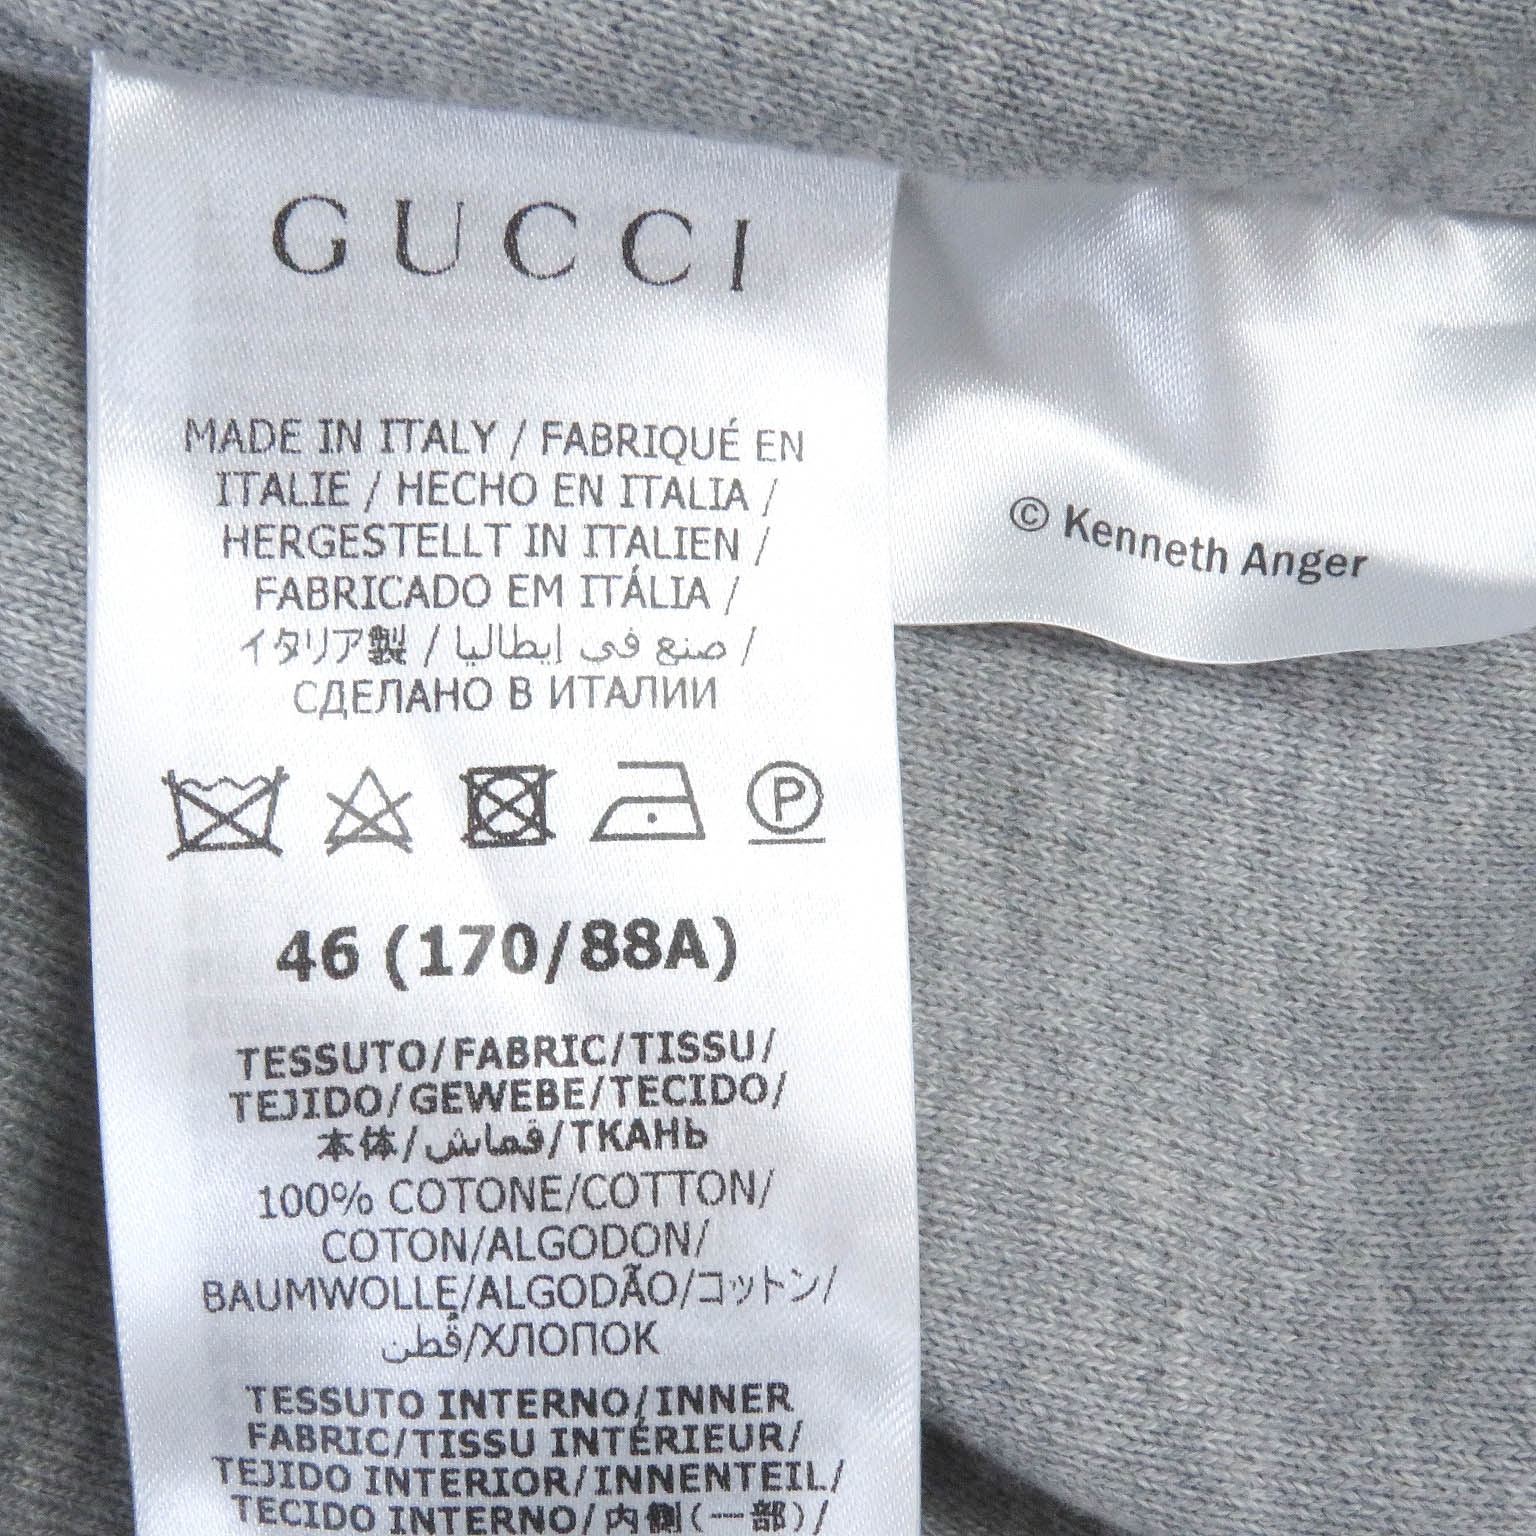 GUCCI
MADE IN ITALY / FABRIQUÉ EN
ITALIE / HECHO EN ITALIA /
HERGESTELLT IN ITALIEN /
FABRICADO EM ITÁLIA /
イタリア製 / صنع في إيطاليا /
СДЕЛАНО В ИТАЛИИ
P
46 (170/88A)
TESSUTO/FABRIC/TISSU/
TEJIDO/GEWEBE/TECIDO/
本体/قماش/ТКАНЬ
100% COTONE/COTTON/
COTON/ALGODON/
BAUMWOLLE/ALGODÃO/コットン/
قُطن/ХЛОПОК
TESSUTO INTERNO/INNER
FABRIC/TISSU INTÉRIEUR/
TEJIDO INTERIOR/INNENTEIL/
TECIDO INTERNO/内側(一部)/
© Kenneth Anger